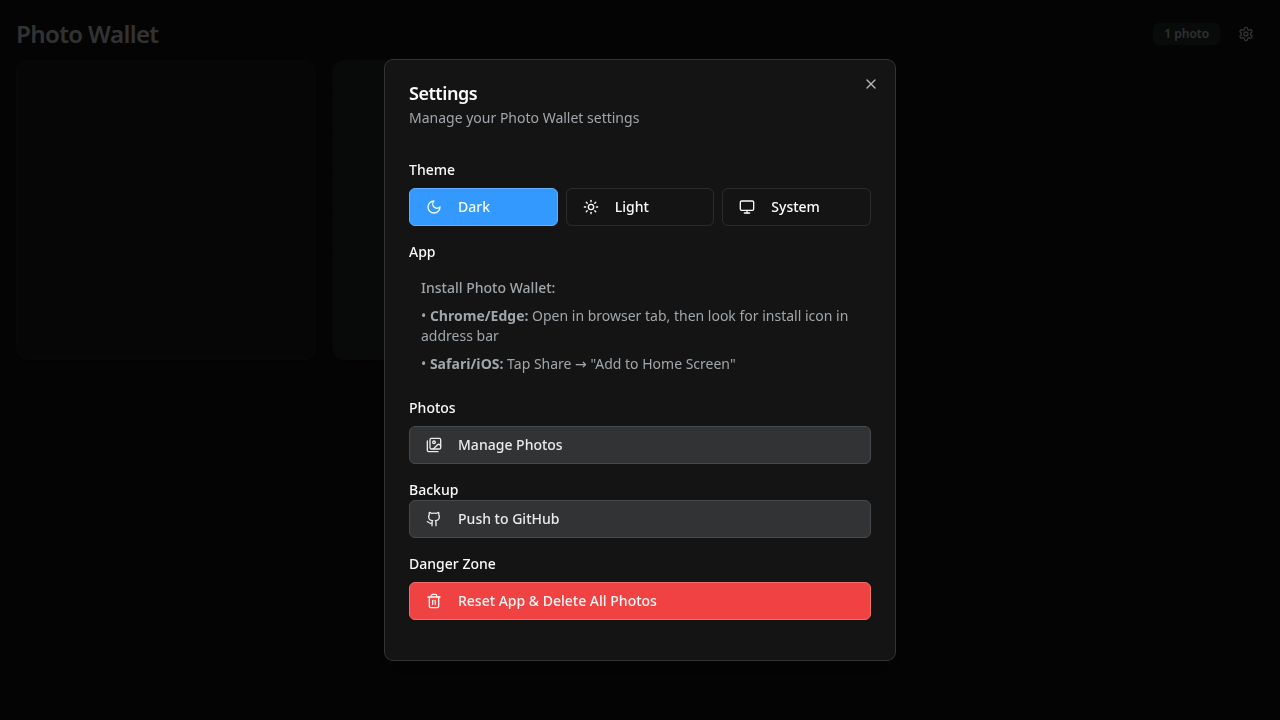 Photo Wallet
1 photo
Settings
Manage your Photo Wallet settings
Theme
Dark
Light
System
App
Install Photo Wallet:
• Chrome/Edge: Open in browser tab, then look for install icon in
address bar
• Safari/iOS: Tap Share → "Add to Home Screen"
Photos
Manage Photos
Backup
Push to GitHub
Danger Zone
Reset App & Delete All Photos